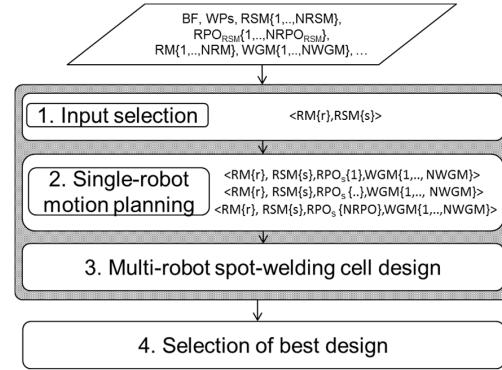 BF, WPs, RSM{1,..,NRSM},
RPO_RSM{1,..,NRPO_RSM},
RM{1,..,NRM}, WGM{1,..,NWGM}, ...
1. Input selection
<RM{r},RSM{s}>
2. Single-robot
motion planning
<RM{r}, RSM{s},RPO_s{1},WGM{1,.., NWGM}>
<RM{r}, RSM{s},RPO_s{..},WGM{1,.., NWGM}>
<RM{r}, RSM{s},RPO_s{NRPO},WGM{1,..,NWGM}>
3. Multi-robot spot-welding cell design
4. Selection of best design